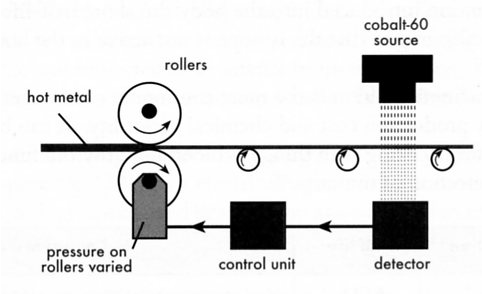 cobalt-60
source
rollers
hot metal
pressure on
rollers varied
control unit
detector